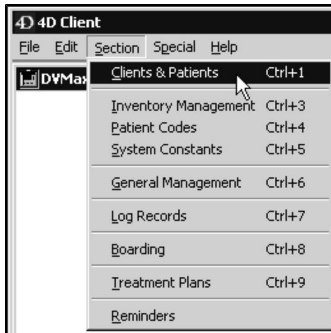 4D Client
File Edit Section Special Help
DVMax
Clients & Patients Ctrl+1
Inventory Management Ctrl+3
Patient Codes Ctrl+4
System Constants Ctrl+5
General Management Ctrl+6
Log Records Ctrl+7
Boarding Ctrl+8
Treatment Plans Ctrl+9
Reminders